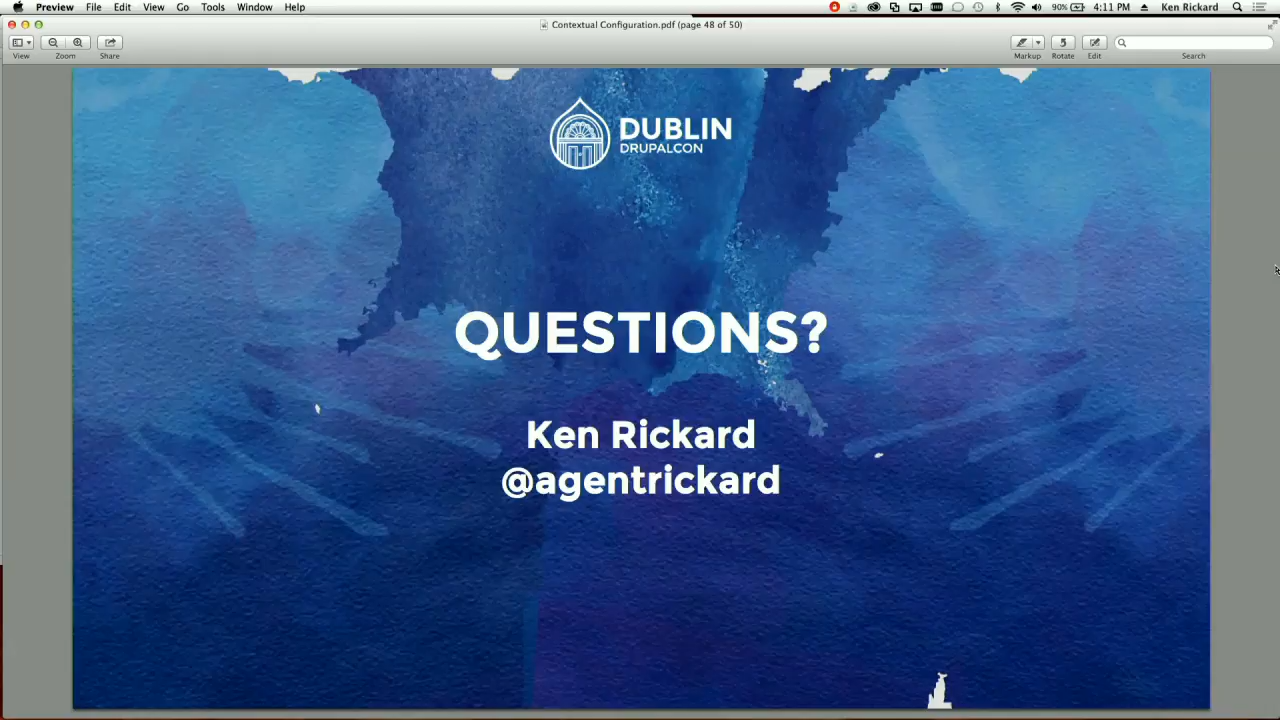 Preview File Edit View Go Tools Window Help 90% 4:11 PM Ken Rickard
Contextual Configuration.pdf (page 48 of 50)
View Zoom Share Markup Rotate Edit Search
DUBLIN
DRUPALCON
QUESTIONS?
Ken Rickard
@agentrickard